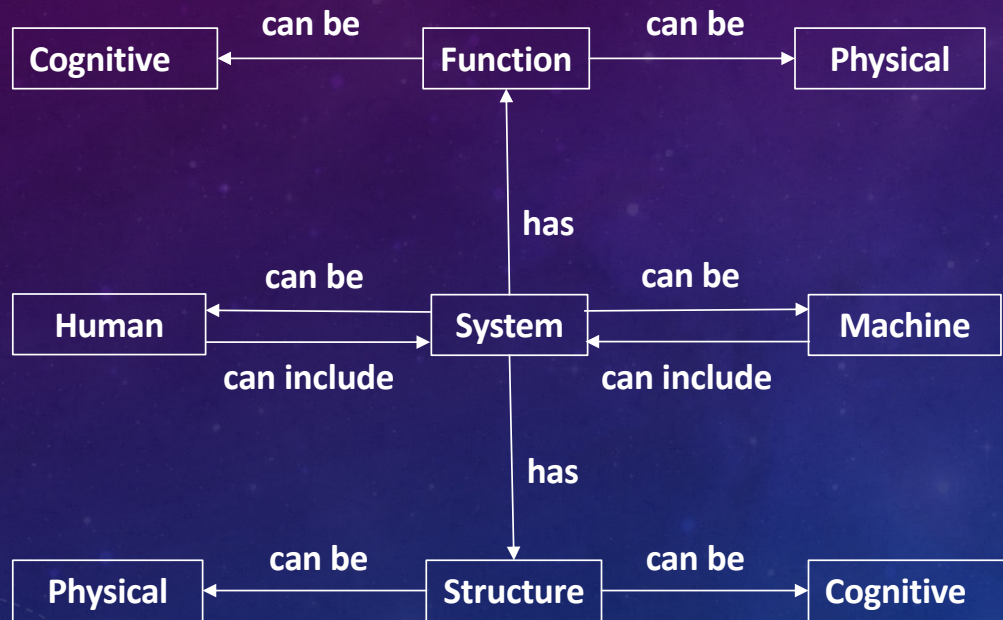 can be can be
Cognitive Function Physical
has
can be can be
Human System Machine
can include can include
has
can be can be
Physical Structure Cognitive